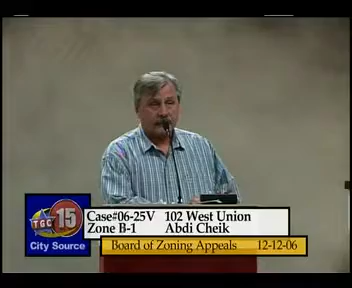 TGC 15
City Source
Case#06-25V 102 West Union
Zone B-1 Abdi Cheik
Board of Zoning Appeals 12-12-06